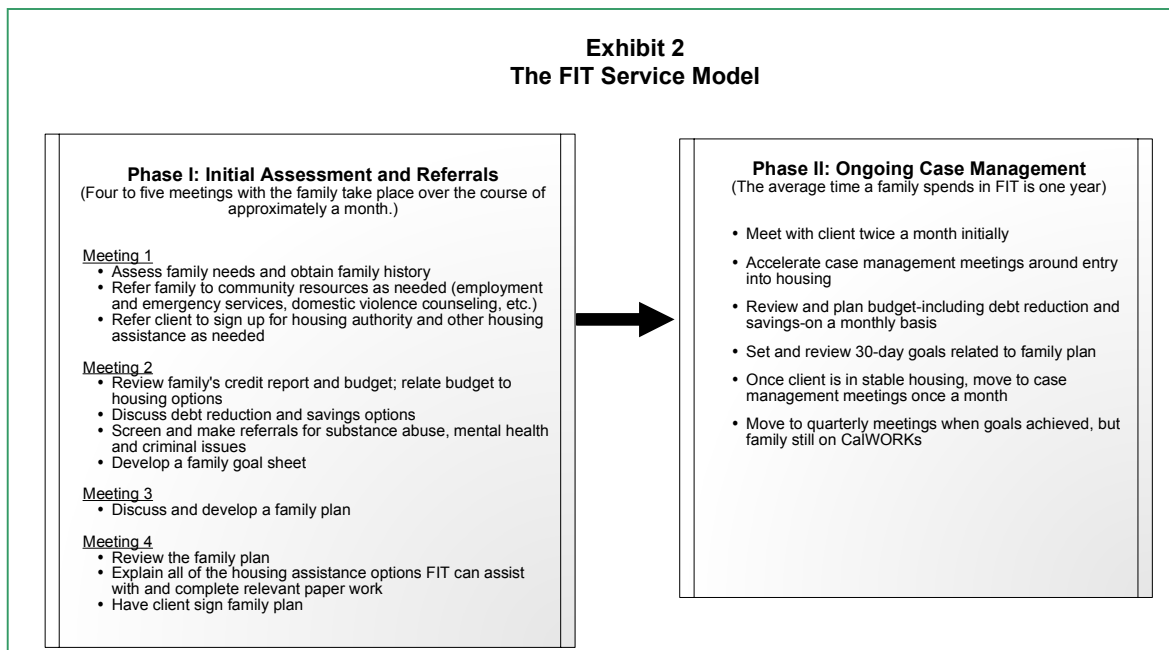 Exhibit 2
The FIT Service Model
Phase I: Initial Assessment and Referrals
(Four to five meetings with the family take place over the course of
approximately a month.)
Meeting 1
• Assess family needs and obtain family history
• Refer family to community resources as needed (employment
and emergency services, domestic violence counseling, etc.)
• Refer client to sign up for housing authority and other housing
assistance as needed
Meeting 2
• Review family's credit report and budget; relate budget to
housing options
• Discuss debt reduction and savings options
• Screen and make referrals for substance abuse, mental health
and criminal issues
• Develop a family goal sheet
Meeting 3
• Discuss and develop a family plan
Meeting 4
• Review the family plan
• Explain all of the housing assistance options FIT can assist
with and complete relevant paper work
• Have client sign family plan
Phase II: Ongoing Case Management
(The average time a family spends in FIT is one year)
• Meet with client twice a month initially
• Accelerate case management meetings around entry
into housing
• Review and plan budget-including debt reduction and
savings-on a monthly basis
• Set and review 30-day goals related to family plan
• Once client is in stable housing, move to case
management meetings once a month
• Move to quarterly meetings when goals achieved, but
family still on CalWORKs